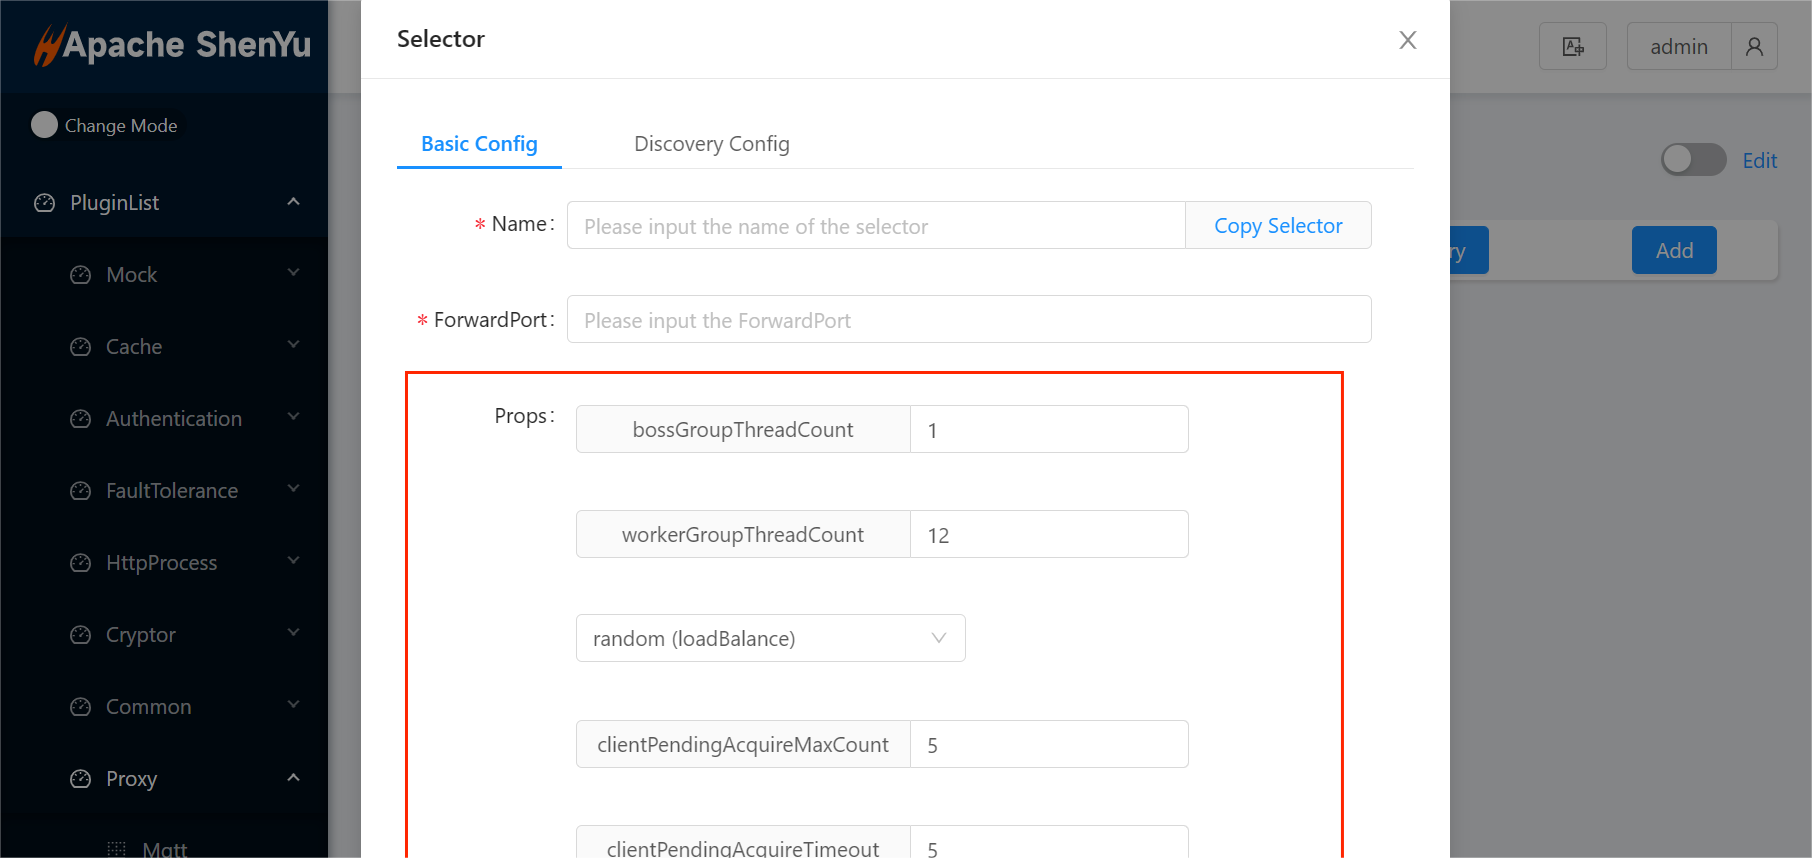 Apache ShenYu
Change Mode
PluginList
Mock
Cache
Authentication
FaultTolerance
HttpProcess
Cryptor
Common
Proxy
Selector
Basic Config
Discovery Config
* Name:
Please input the name of the selector
Copy Selector
* ForwardPort:
Please input the ForwardPort
Props:
bossGroupThreadCount
1
workerGroupThreadCount
12
random (loadBalance)
clientPendingAcquireMaxCount
5
clientPendingAcquireTimeout
5
admin
Edit
Add